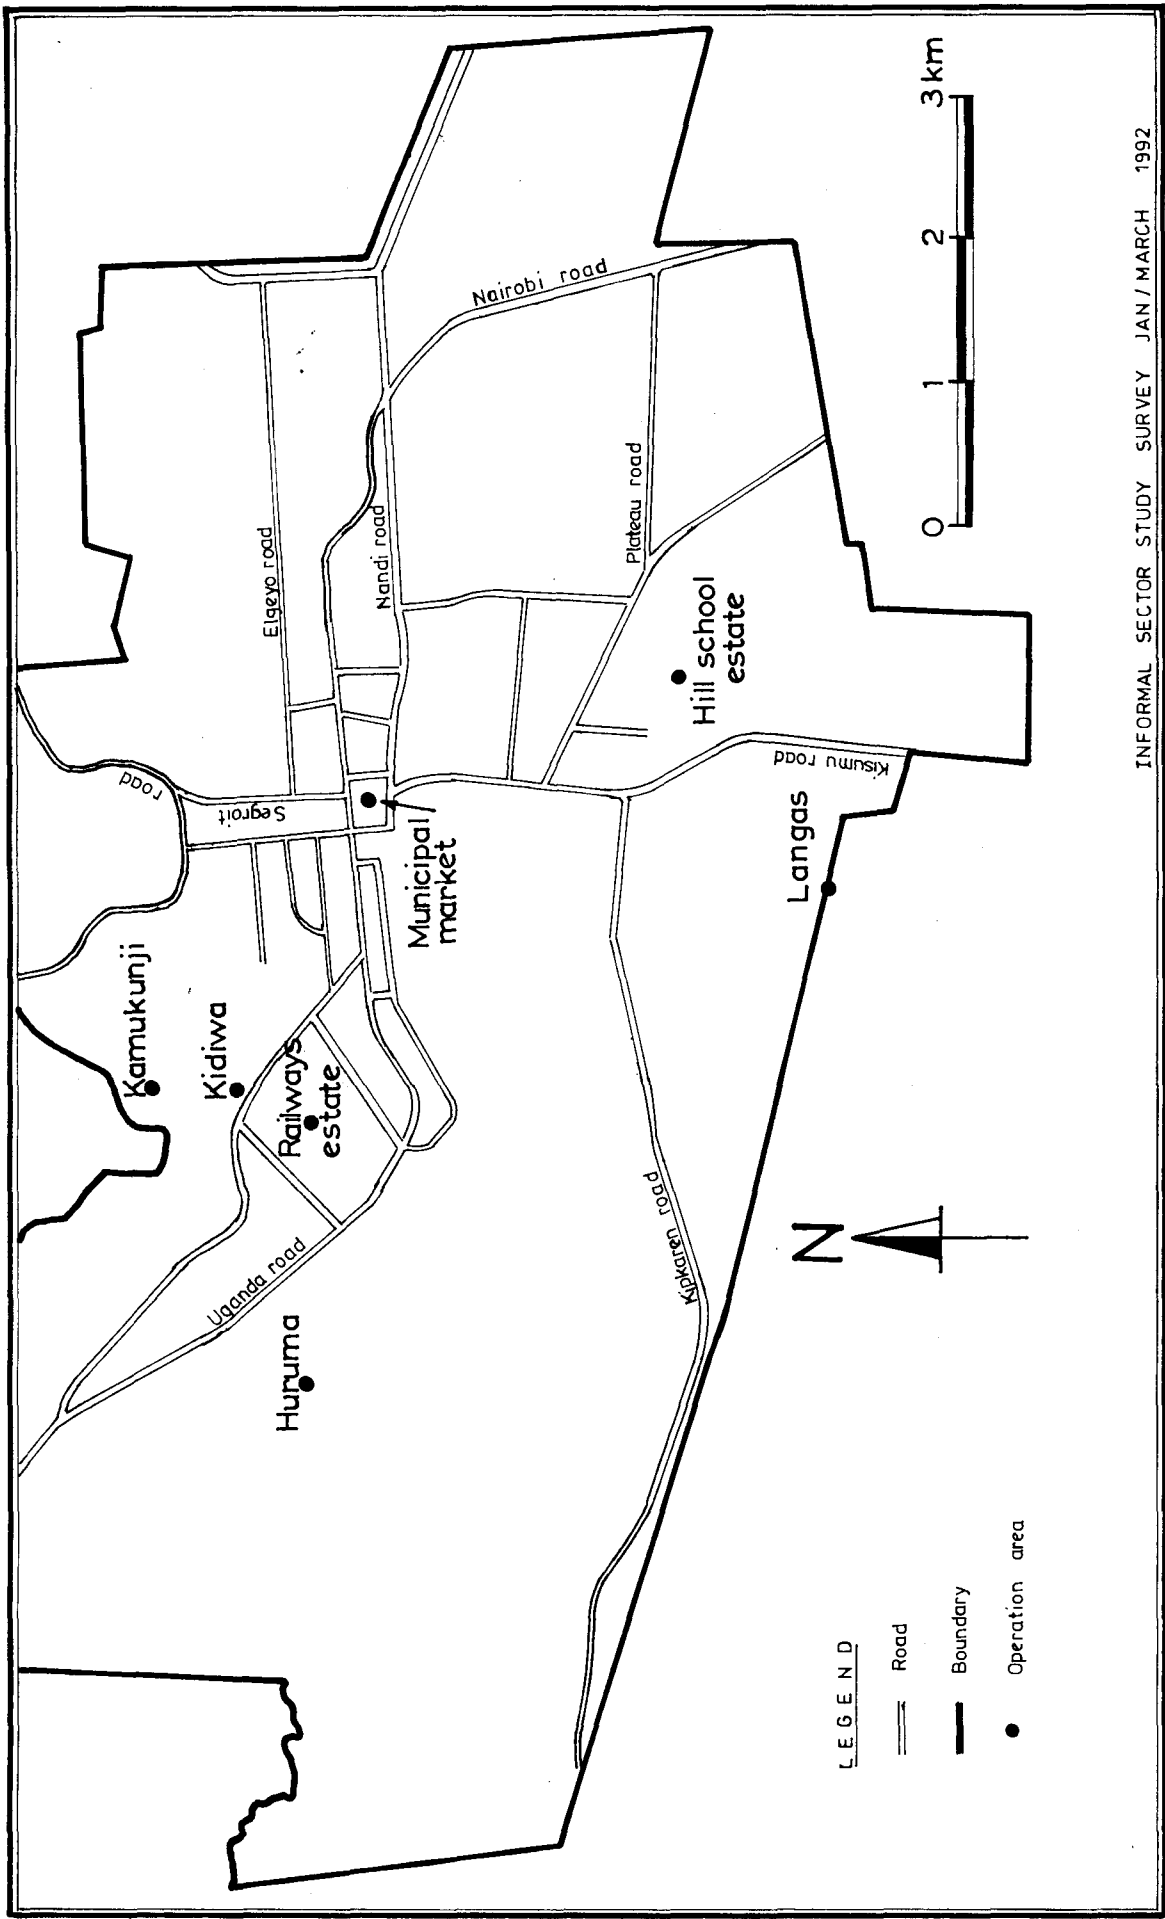 Kamukunji
Kidiwa
Railways
estate
Huruma
Uganda road
Segroit
road
Elgeyo road
Nandi road
Nairobi road
Plateau road
Municipal
market
Hill school
estate
Kisumu road
Langas
Kipkaren road
N
LEGEND
Road
Boundary
Operation area
0 1 2 3 km
INFORMAL SECTOR STUDY SURVEY JAN / MARCH 1992